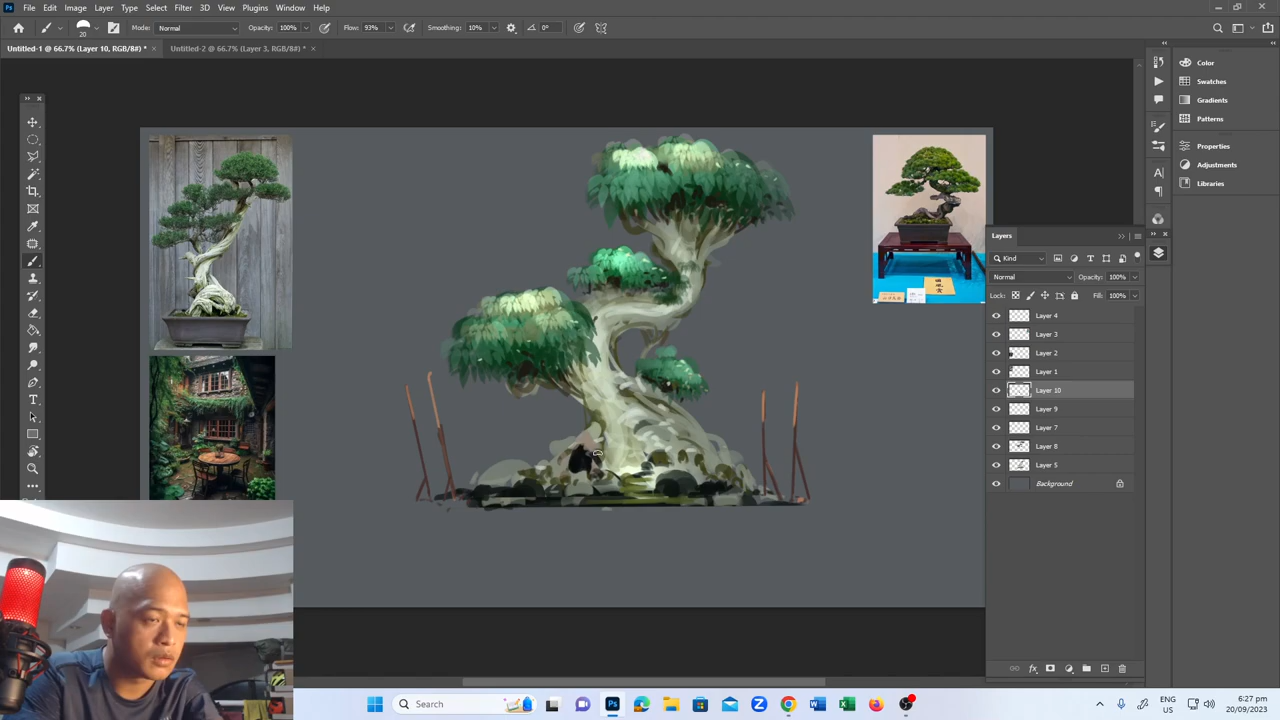 Ps File Edit Image Layer Type Select Filter 3D View Plugins Window Help
20 Mode: Normal Opacity: 100% Flow: 93% Smoothing: 10% 0°
Untitled-1 @ 66.7% (Layer 10, RGB/8#) * × Untitled-2 @ 66.7% (Layer 3, RGB/8#) * ×
Color
Swatches
Gradients
Patterns
Properties
Adjustments
Libraries
Layers
Kind
Normal Opacity: 100%
Lock: Fill: 100%
Layer 4
Layer 3
Layer 2
Layer 1
Layer 10
Layer 9
Layer 7
Layer 8
Layer 5
Background
Search
ENG
US
6:27 pm
20/09/2023